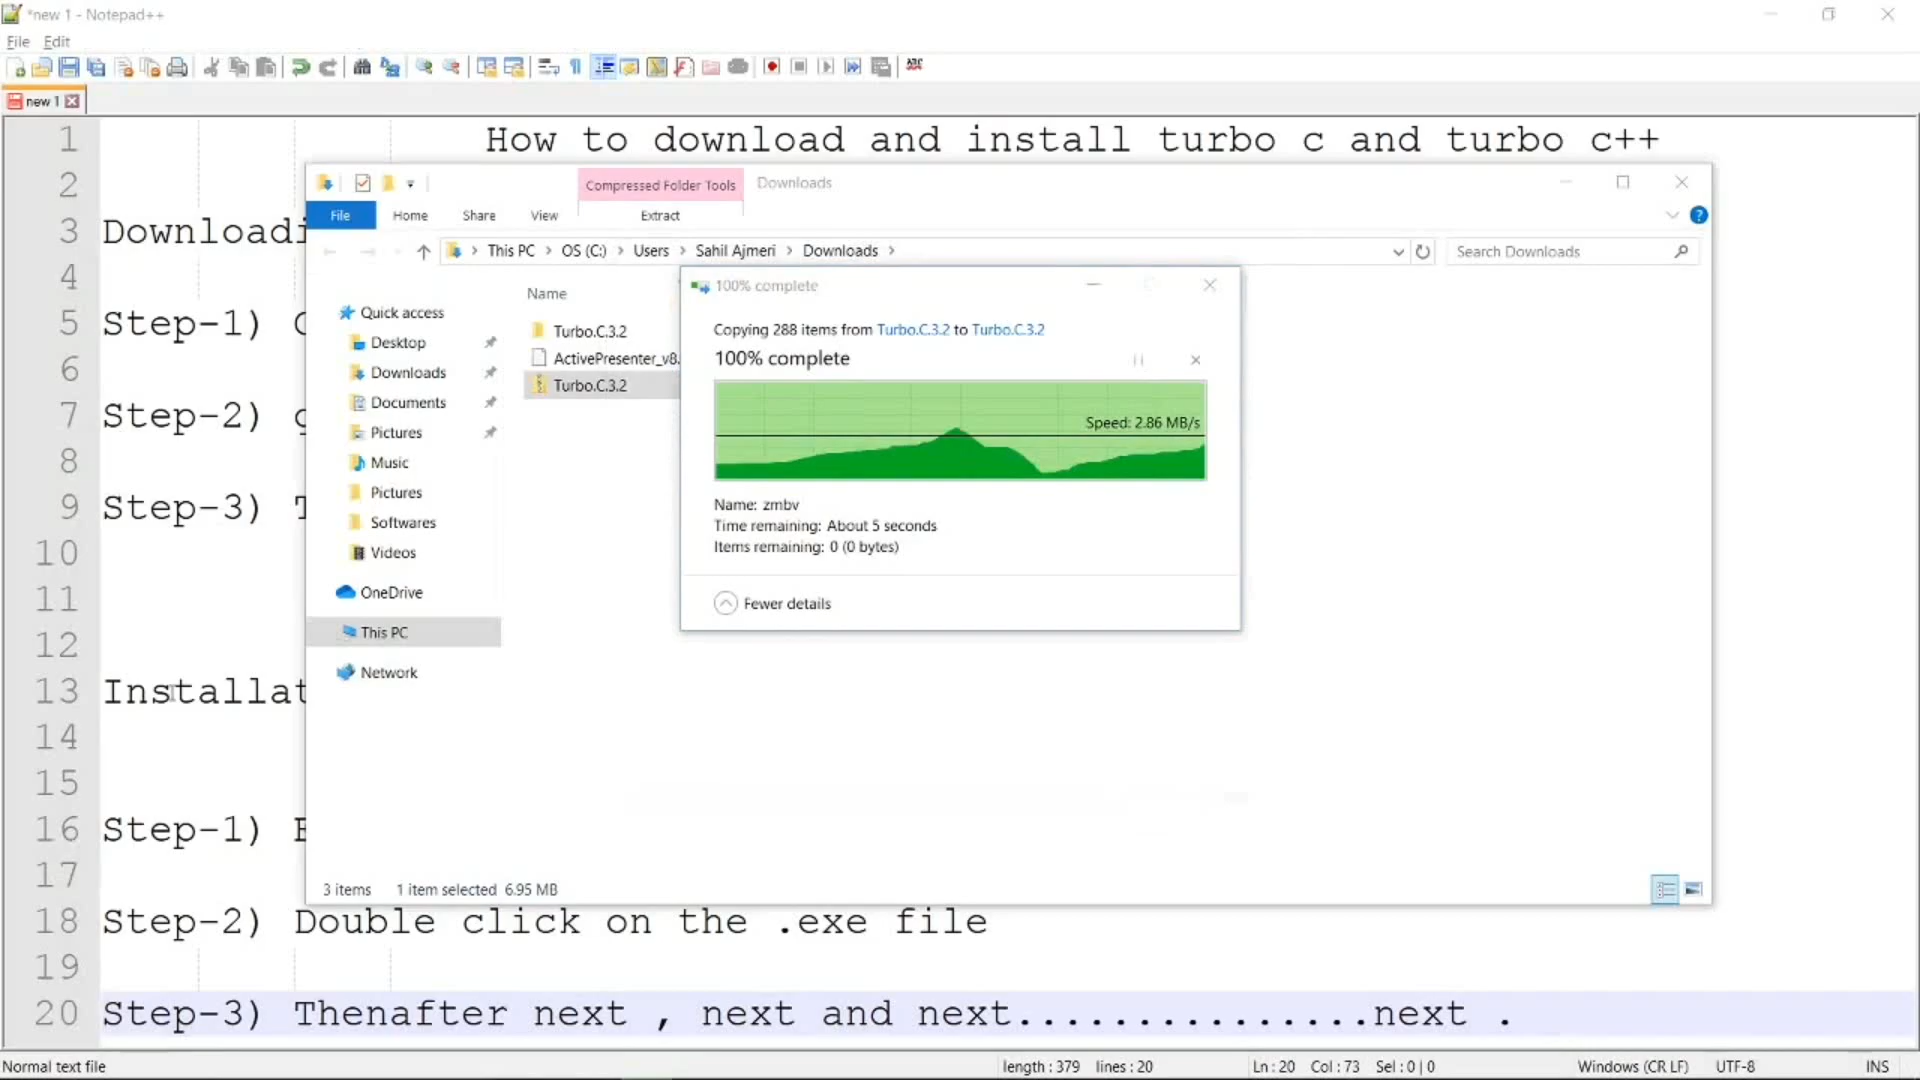 *new 1 - Notepad++
File Edit
new 1
1 How to download and install turbo c and turbo c++
2
Compressed Folder Tools Downloads
File Home Share View Extract
3 Downloadi
This PC > OS (C:) > Users > Sahil Ajmeri > Downloads > Search Downloads
4
100% complete
Name
Quick access
5 Step-1)
Turbo.C.3.2
Copying 288 items from Turbo.C.3.2 to Turbo.C.3.2
Desktop
ActivePresenter_v8.
100% complete
6
Downloads
Turbo.C.3.2
Documents
7 Step-2)
Speed: 2.86 MB/s
Pictures
8
Music
Pictures
9 Step-3)
Name: zmbv
Softwares
Time remaining: About 5 seconds
10
Videos
Items remaining: 0 (0 bytes)
11
OneDrive
Fewer details
12
This PC
Network
13 Installat
14
15
16 Step-1)
17
3 items 1 item selected 6.95 MB
18 Step-2) Double click on the .exe file
19
20 Step-3) Thenafter next , next and next...............next .
Normal text file length : 379 lines : 20 Ln : 20 Col : 73 Sel : 0 | 0 Windows (CR LF) UTF-8 INS